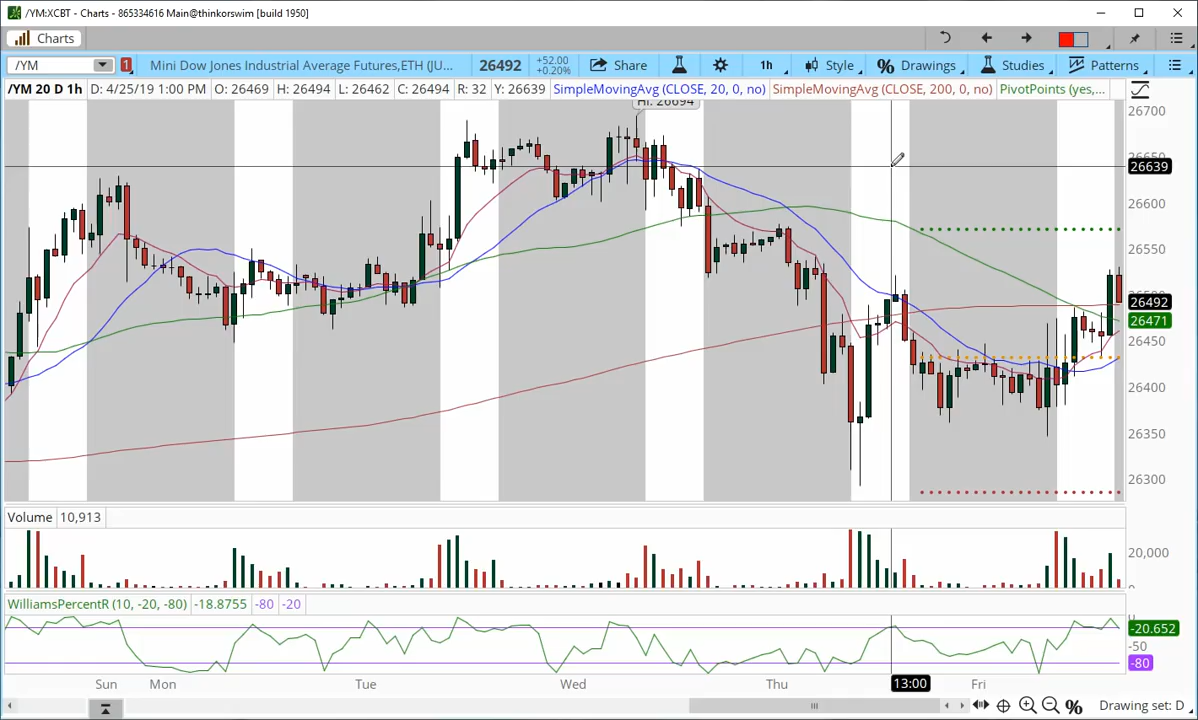 /YM:XCBT - Charts - 865334616 Main@thinkorswim [build 1950]
Charts
/YM 1 Mini Dow Jones Industrial Average Futures,ETH (JU... 26492 +52.00 +0.20% Share 1h Style % Drawings Studies Patterns
/YM 20 D 1h D: 4/25/19 1:00 PM O: 26469 H: 26494 L: 26462 C: 26494 R: 32 Y: 26639 SimpleMovingAvg (CLOSE, 20, 0, no) SimpleMovingAvg (CLOSE, 200, 0, no) PivotPoints (yes,...
Hi: 26694
26700
26639
26600
26550
26492
26471
26450
26400
26350
26300
Volume 10,913
20,000
WilliamsPercentR (10, -20, -80) -18.8755 -80 -20
-20.652
-50
-80
Sun Mon Tue Wed Thu 13:00 Fri
% Drawing set: D